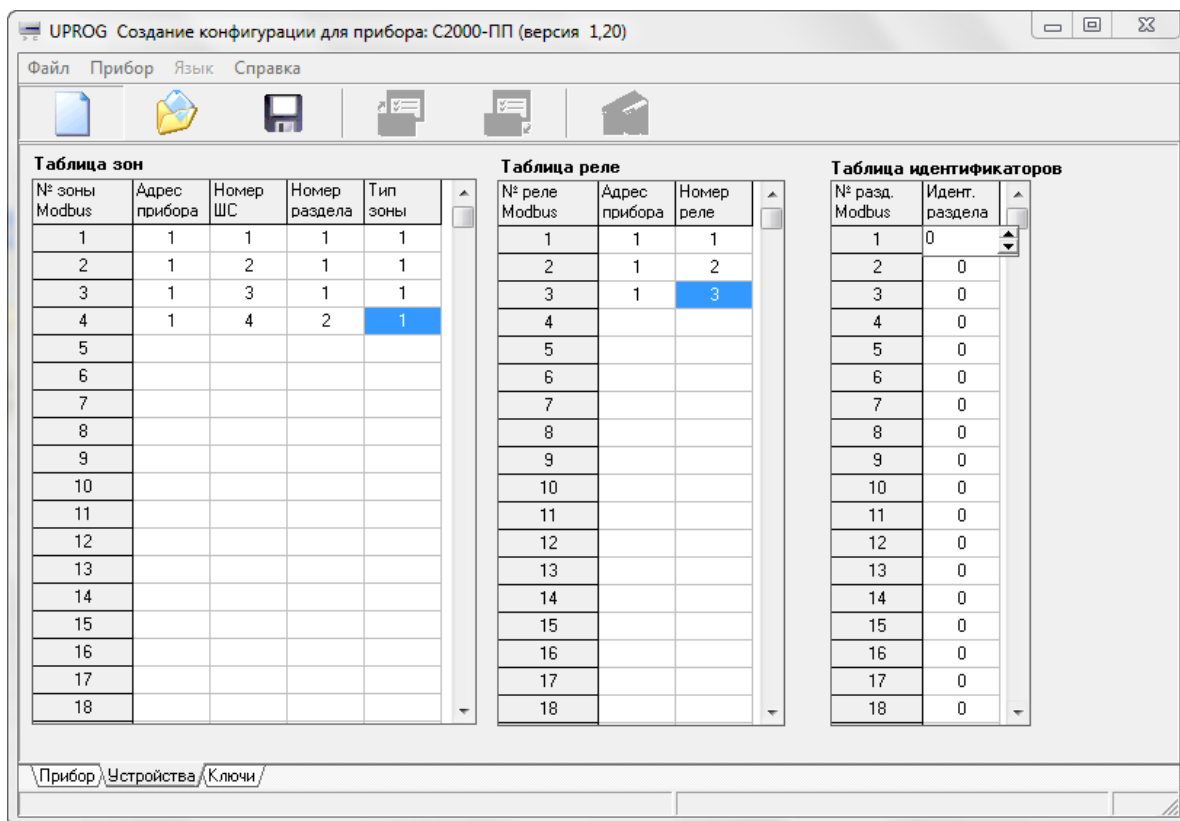 UPROG Создание конфигурации для прибора: С2000-ПП (версия 1,20)
Файл Прибор Язык Справка
Таблица зон
№ зоны Modbus Адрес прибора Номер ШС Номер раздела Тип зоны
1 1 1 1 1
2 1 2 1 1
3 1 3 1 1
4 1 4 2 1
5
6
7
8
9
10
11
12
13
14
15
16
17
18
Таблица реле
№ реле Modbus Адрес прибора Номер реле
1 1 1
2 1 2
3 1 3
4
5
6
7
8
9
10
11
12
13
14
15
16
17
18
Таблица идентификаторов
№ разд. Modbus Идент. раздела
1 0
2 0
3 0
4 0
5 0
6 0
7 0
8 0
9 0
10 0
11 0
12 0
13 0
14 0
15 0
16 0
17 0
18 0
Прибор Устройства Ключи